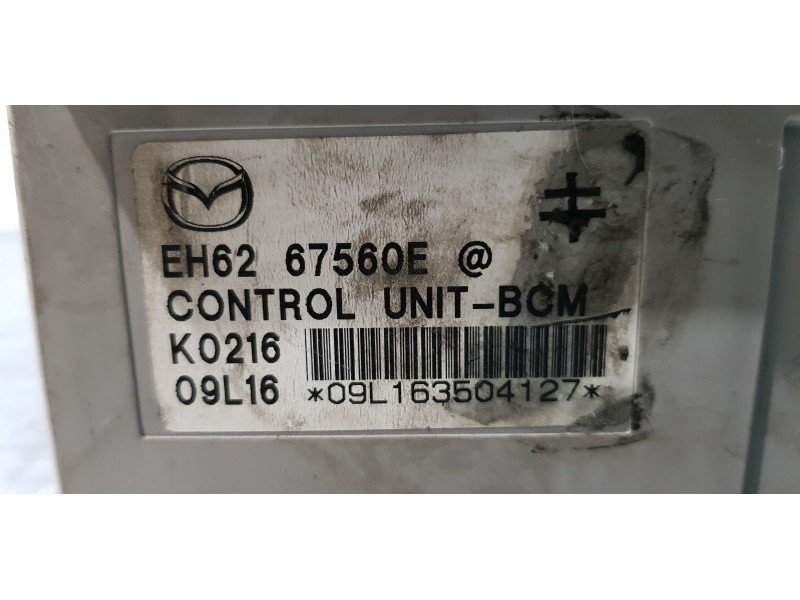 EH62 67560E @
CONTROL UNIT-BCM
K0216
09L16 *09L163504127*